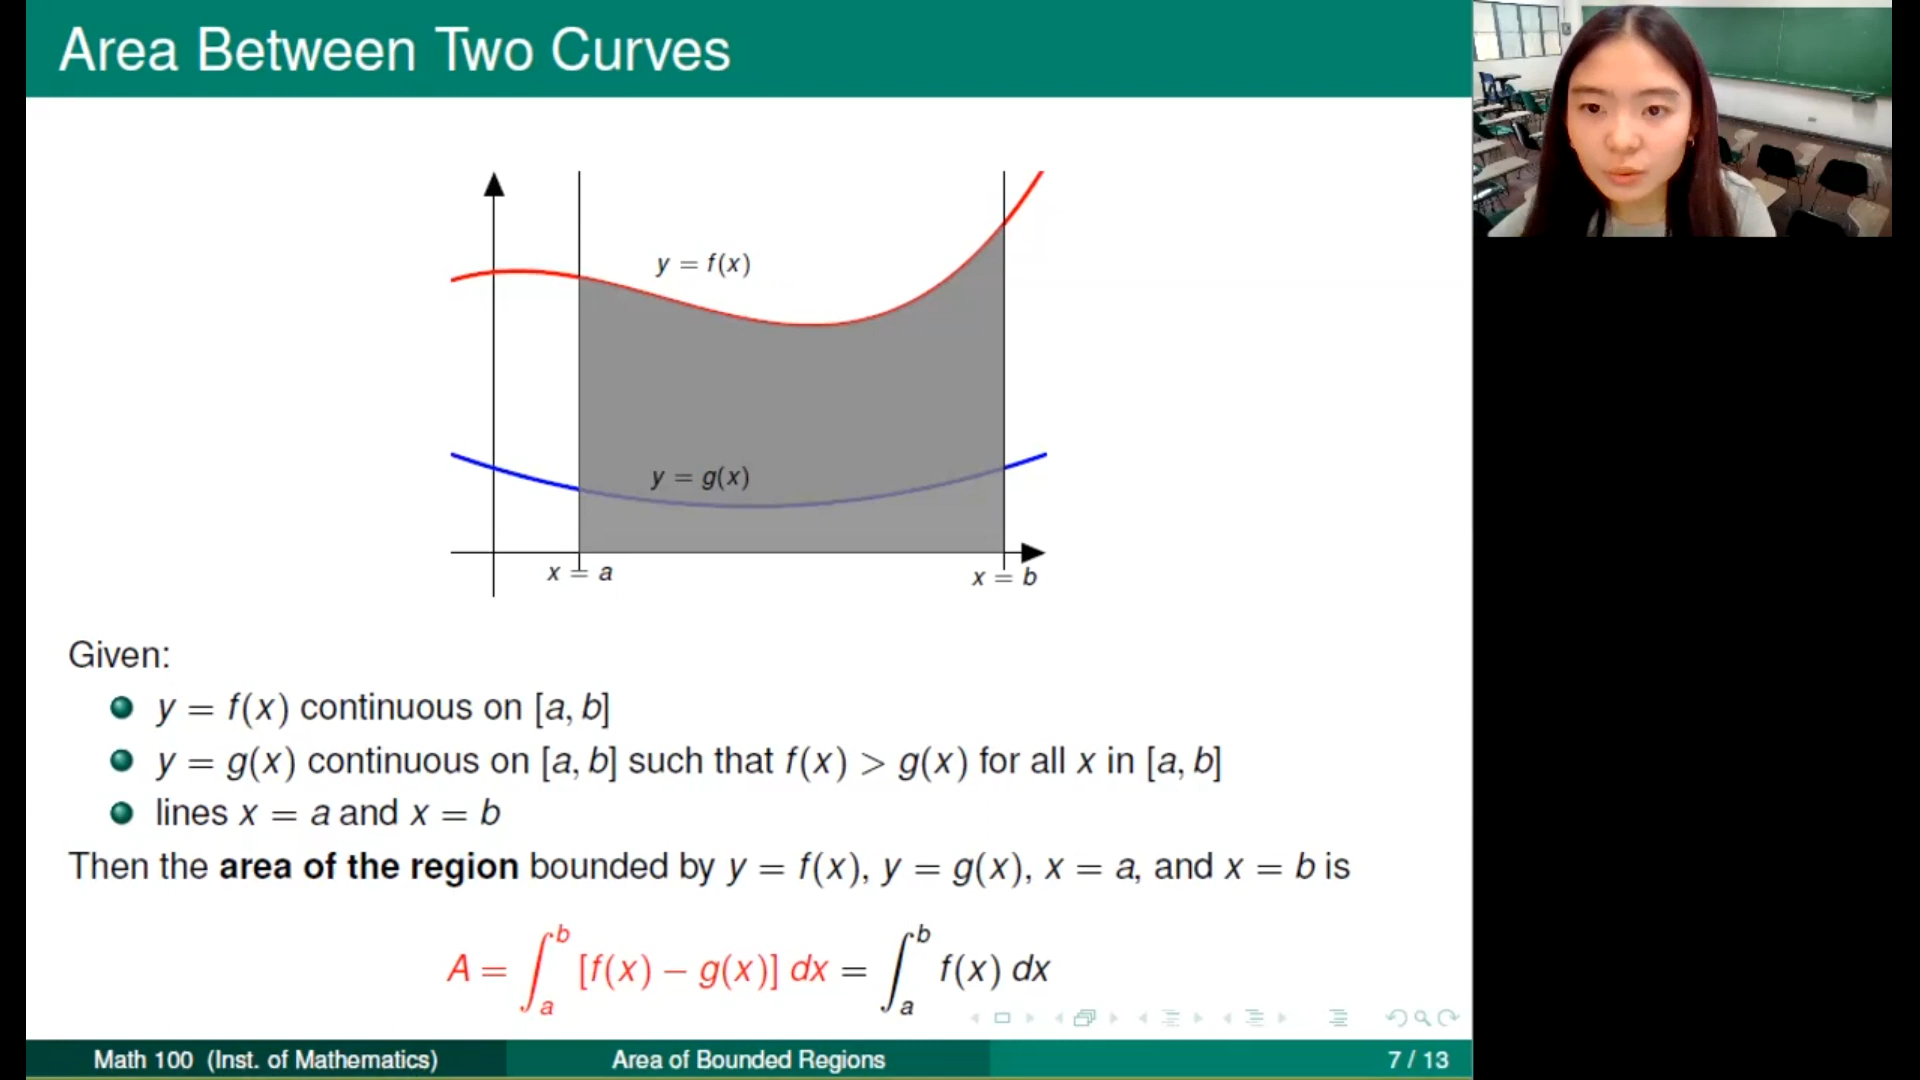 Area Between Two Curves
y = f(x)
y = g(x)
x = a
x = b
Given:
y = f(x) continuous on [a, b]
y = g(x) continuous on [a, b] such that f(x) > g(x) for all x in [a, b]
lines x = a and x = b
Then the area of the region bounded by y = f(x), y = g(x), x = a, and x = b is
A = ∫_a^b [f(x) − g(x)] dx = ∫_a^b f(x) dx
Math 100 (Inst. of Mathematics) Area of Bounded Regions 7 / 13